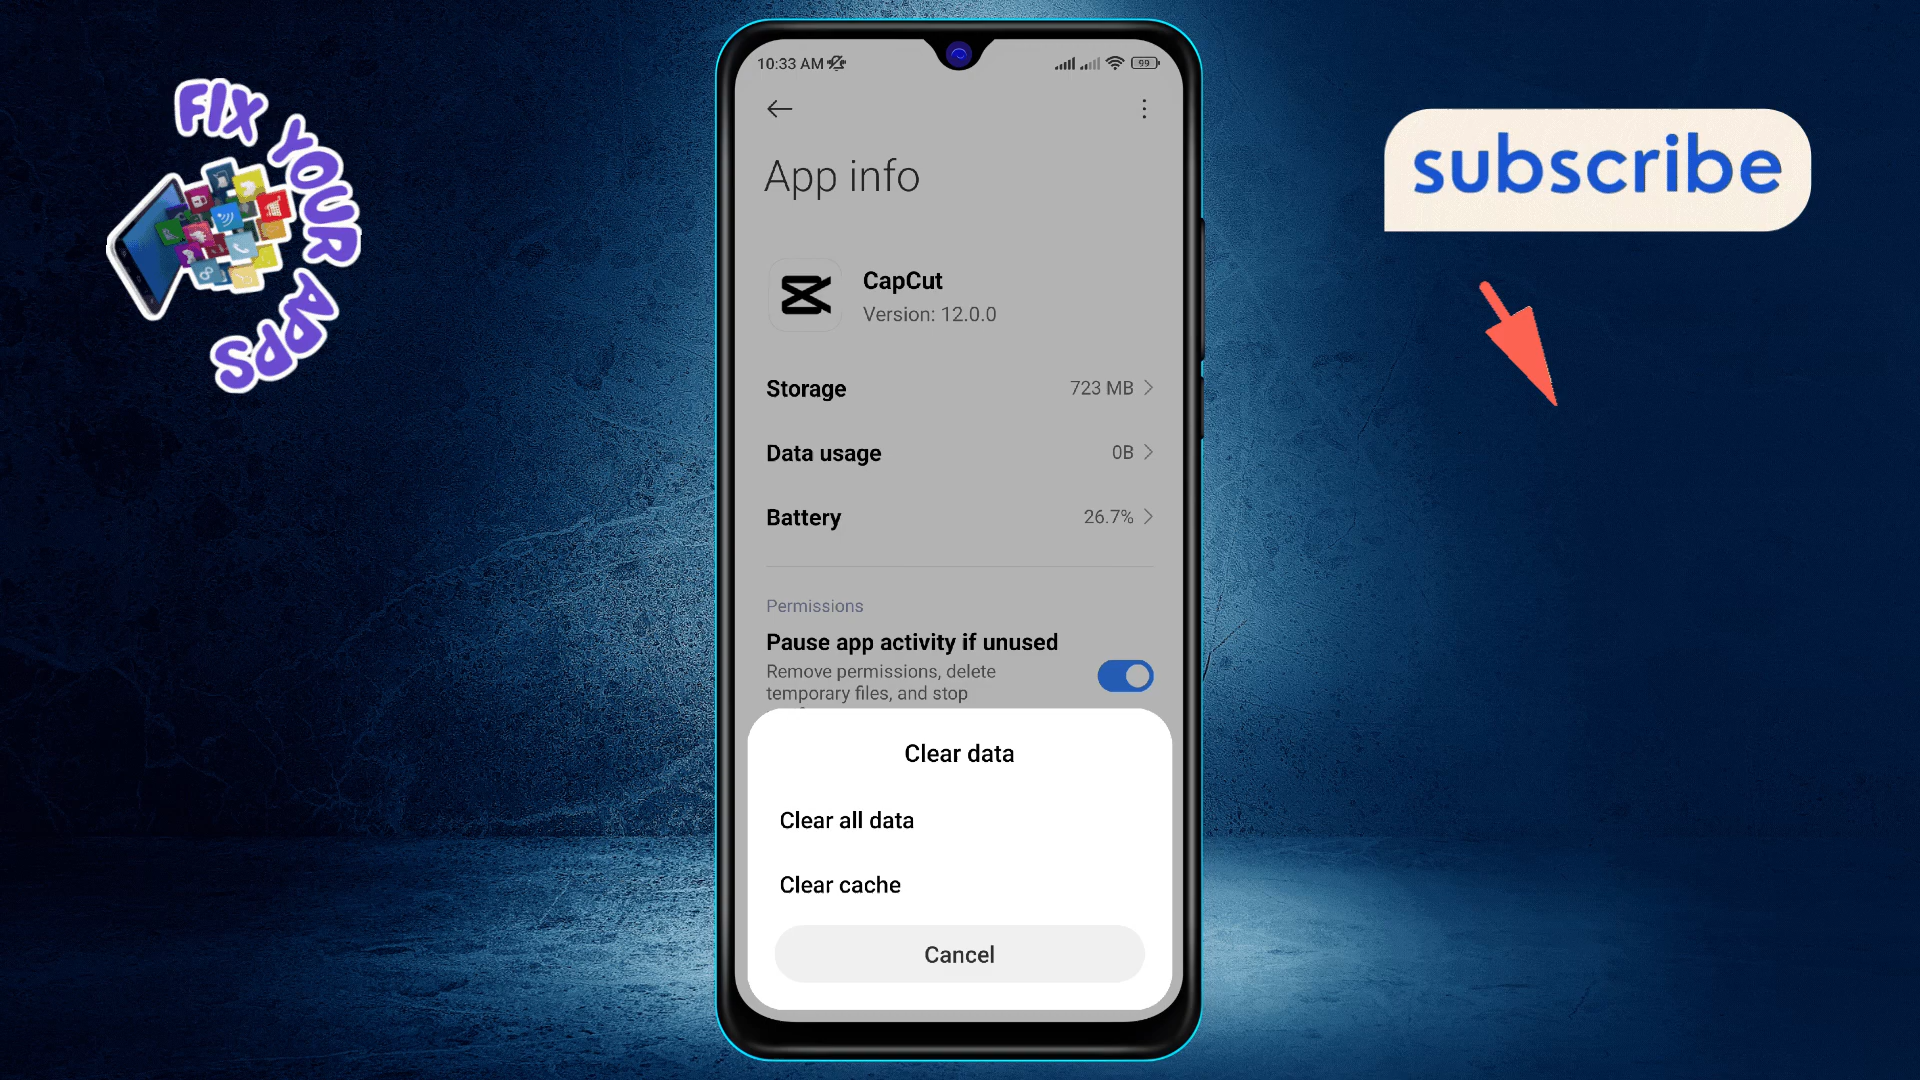 FIX YOUR APPS
subscribe
10:33 AM
99
App info
CapCut
Version: 12.0.0
Storage 723 MB
Data usage 0B
Battery 26.7%
Permissions
Pause app activity if unused
Remove permissions, delete
temporary files, and stop
Clear data
Clear all data
Clear cache
Cancel